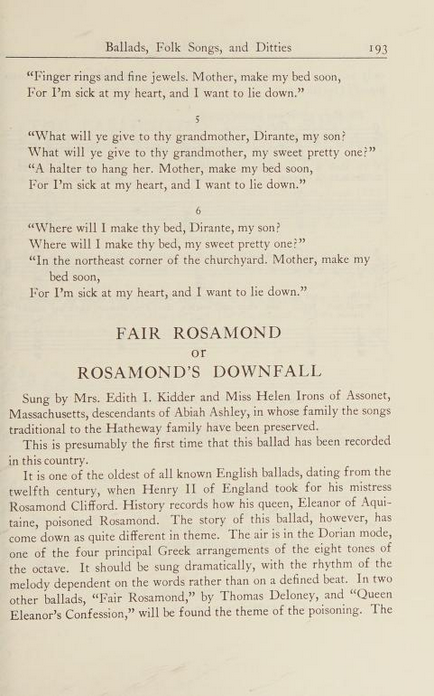 Ballads, Folk Songs, and Ditties 193
“Finger rings and fine jewels. Mother, make my bed soon,
For I’m sick at my heart, and I want to lie down.”
5
“What will ye give to thy grandmother, Dirante, my son?
What will ye give to thy grandmother, my sweet pretty one?”
“A halter to hang her. Mother, make my bed soon,
For I’m sick at my heart, and I want to lie down.”
6
“Where will I make thy bed, Dirante, my son?
Where will I make thy bed, my sweet pretty one?”
“In the northeast corner of the churchyard. Mother, make my
bed soon,
For I’m sick at my heart, and I want to lie down.”
FAIR ROSAMOND
or
ROSAMOND’S DOWNFALL
Sung by Mrs. Edith I. Kidder and Miss Helen Irons of Assonet,
Massachusetts, descendants of Abiah Ashley, in whose family the songs
traditional to the Hatheway family have been preserved.
This is presumably the first time that this ballad has been recorded
in this country.
It is one of the oldest of all known English ballads, dating from the
twelfth century, when Henry II of England took for his mistress
Rosamond Clifford. History records how his queen, Eleanor of Aqui-
taine, poisoned Rosamond. The story of this ballad, however, has
come down as quite different in theme. The air is in the Dorian mode,
one of the four principal Greek arrangements of the eight tones of
the octave. It should be sung dramatically, with the rhythm of the
melody dependent on the words rather than on a defined beat. In two
other ballads, “Fair Rosamond,” by Thomas Deloney, and “Queen
Eleanor’s Confession,” will be found the theme of the poisoning. The